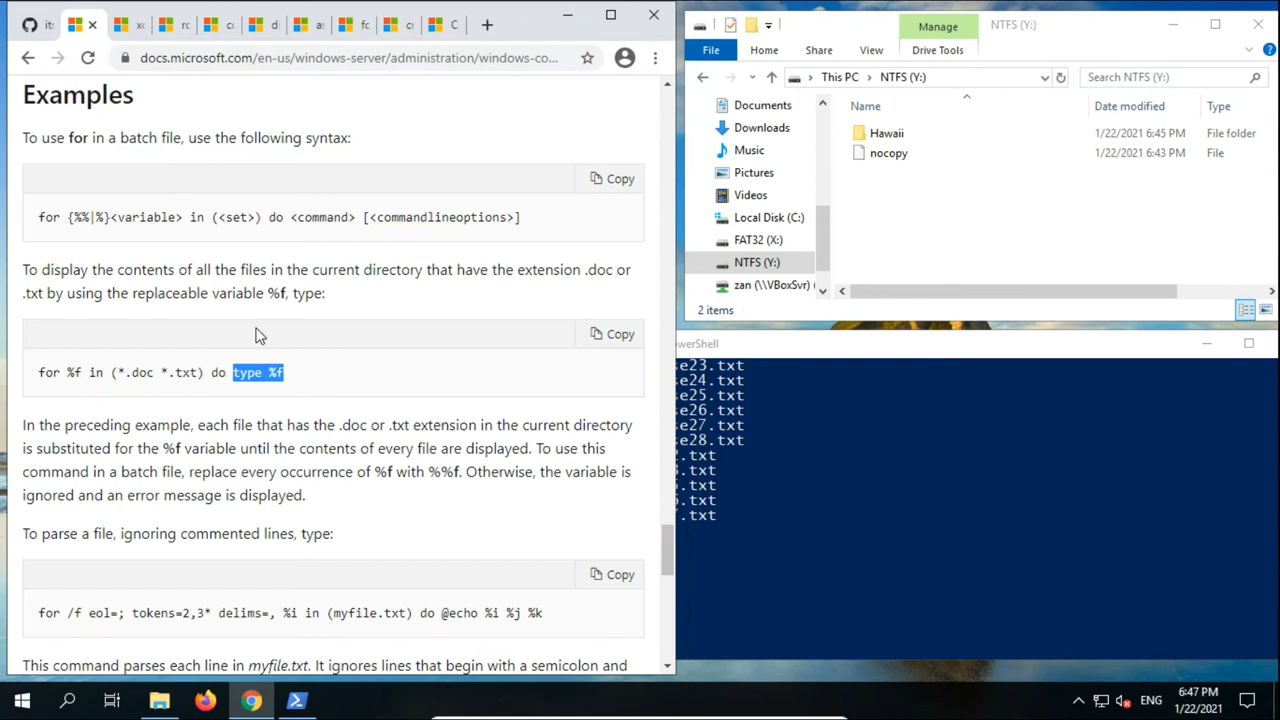 its
xc
rc
co
di
as
fc
cc
C
docs.microsoft.com/en-us/windows-server/administration/windows-co...
Examples
To use for in a batch file, use the following syntax:
Copy
for {%%|%}<variable> in (<set>) do <command> [<commandlineoptions>]
To display the contents of all the files in the current directory that have the extension .doc or
.txt by using the replaceable variable %f, type:
Copy
for %f in (*.doc *.txt) do type %f
In the preceding example, each file that has the .doc or .txt extension in the current directory
is substituted for the %f variable until the contents of every file are displayed. To use this
command in a batch file, replace every occurrence of %f with %%f. Otherwise, the variable is
ignored and an error message is displayed.
To parse a file, ignoring commented lines, type:
Copy
for /f eol=; tokens=2,3* delims=, %i in (myfile.txt) do @echo %i %j %k
This command parses each line in myfile.txt. It ignores lines that begin with a semicolon and
Manage
NTFS (Y:)
File
Home
Share
View
Drive Tools
This PC
NTFS (Y:)
Search NTFS (Y:)
Name
Date modified
Type
Documents
Downloads
Music
Pictures
Videos
Local Disk (C:)
FAT32 (X:)
NTFS (Y:)
zan (\\VBoxSvr) (
Hawaii
1/22/2021 6:45 PM
File folder
nocopy
1/22/2021 6:43 PM
File
2 items
werShell
e23.txt
e24.txt
e25.txt
e26.txt
e27.txt
e28.txt
.txt
.txt
.txt
.txt
.txt
ENG
6:47 PM
1/22/2021